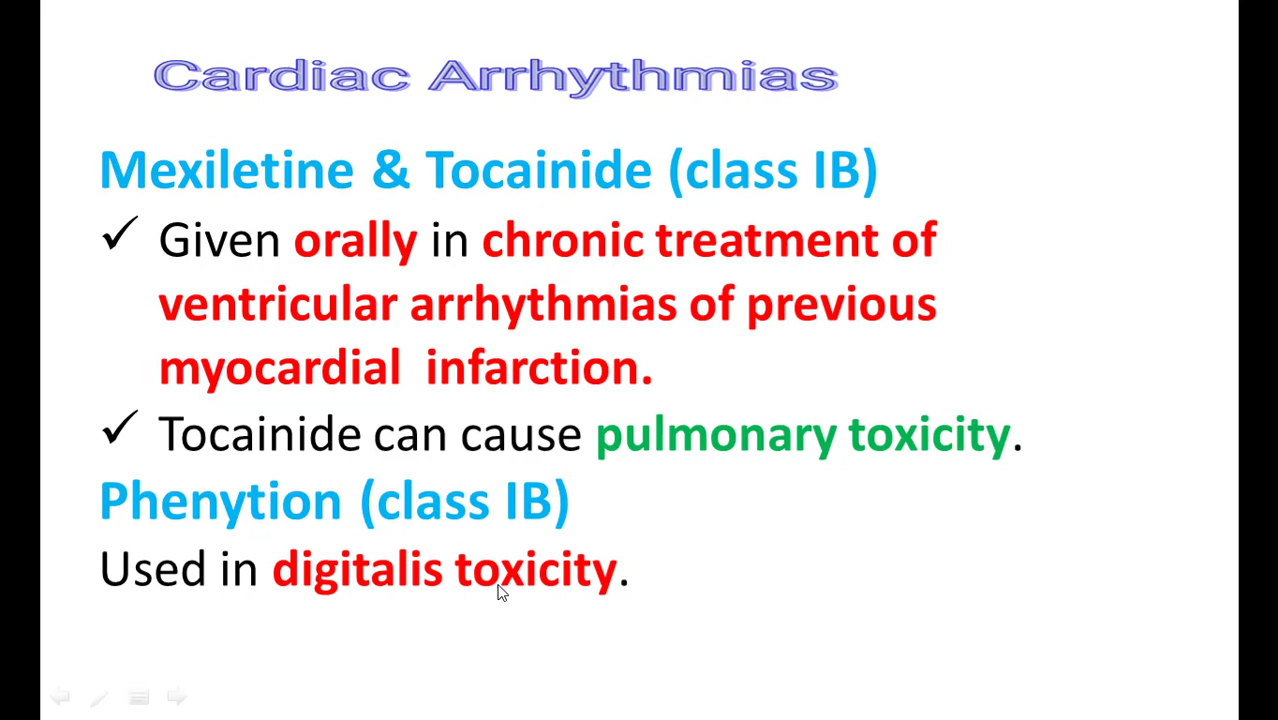 Cardiac Arrhythmias
Mexiletine & Tocainide (class IB)
✓ Given orally in chronic treatment of
ventricular arrhythmias of previous
myocardial infarction.
✓ Tocainide can cause pulmonary toxicity.
Phenytion (class IB)
Used in digitalis toxicity.